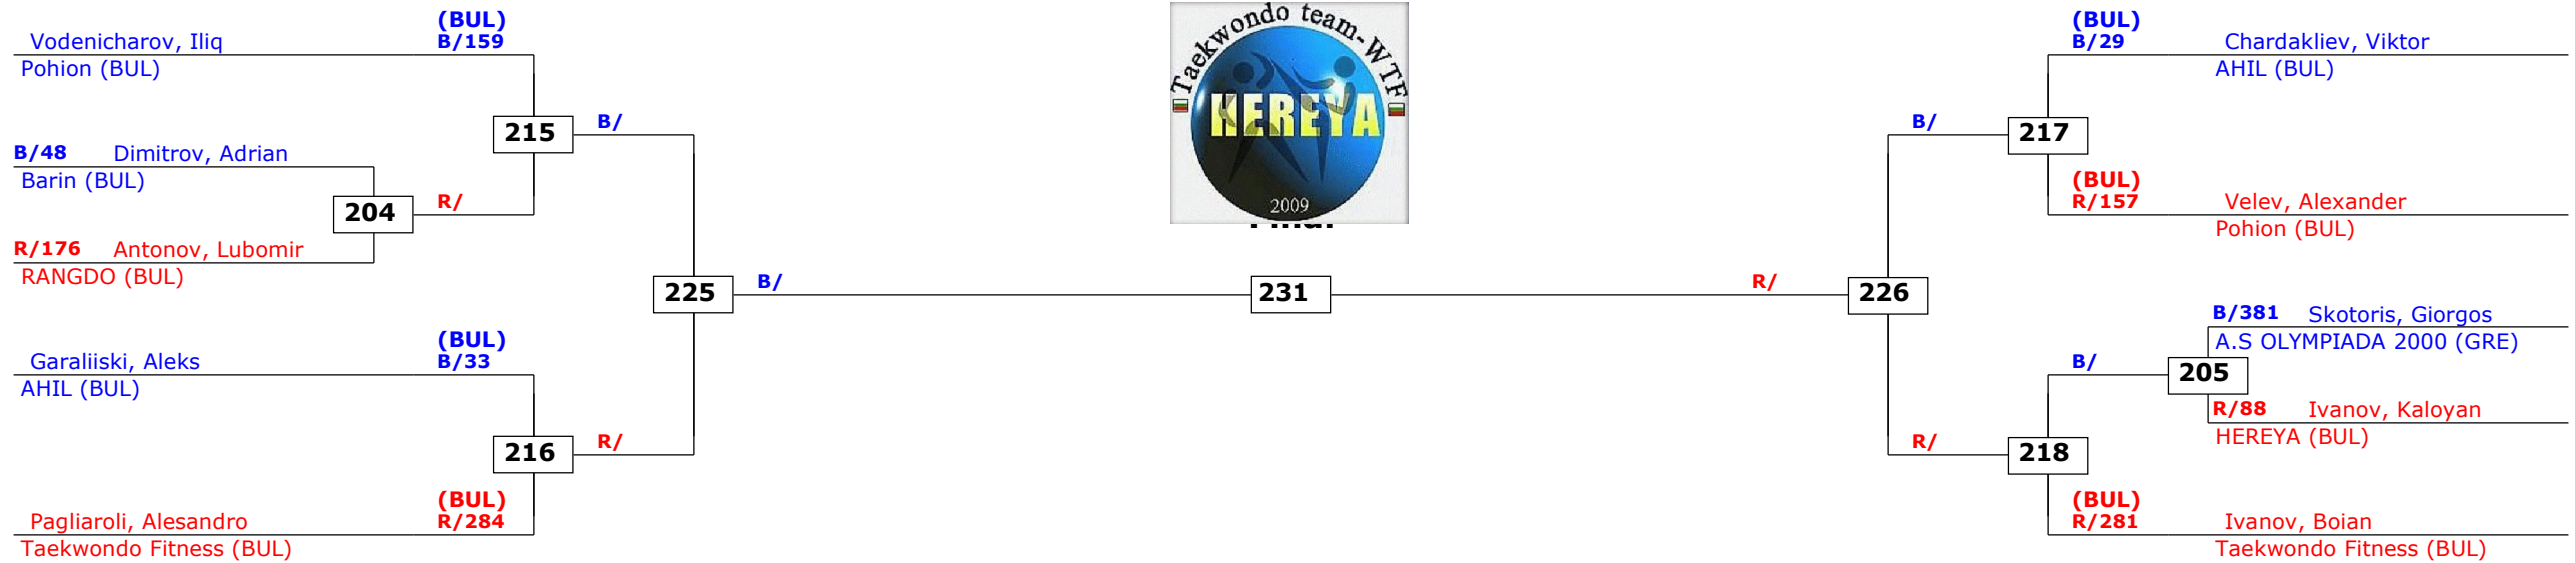 (BUL)
Vodenicharov, Iliq B/159
Pohion (BUL)
215
B/
B/48 Dimitrov, Adrian
Barin (BUL)
204
R/
R/176 Antonov, Lubomir
RANGDO (BUL)
225
B/
(BUL)
Garaliiski, Aleks B/33
AHIL (BUL)
216
R/
(BUL)
Pagliaroli, Alesandro R/284
Taekwondo Fitness (BUL)
Taekwondo team-WTF
HEREYA
2009
Final
231
(BUL)
B/29 Chardakliev, Viktor
AHIL (BUL)
B/
217
(BUL)
R/157 Velev, Alexander
Pohion (BUL)
R/
226
B/381 Skotoris, Giorgos
A.S OLYMPIADA 2000 (GRE)
B/
205
R/88 Ivanov, Kaloyan
HEREYA (BUL)
R/
218
(BUL)
R/281 Ivanov, Boian
Taekwondo Fitness (BUL)